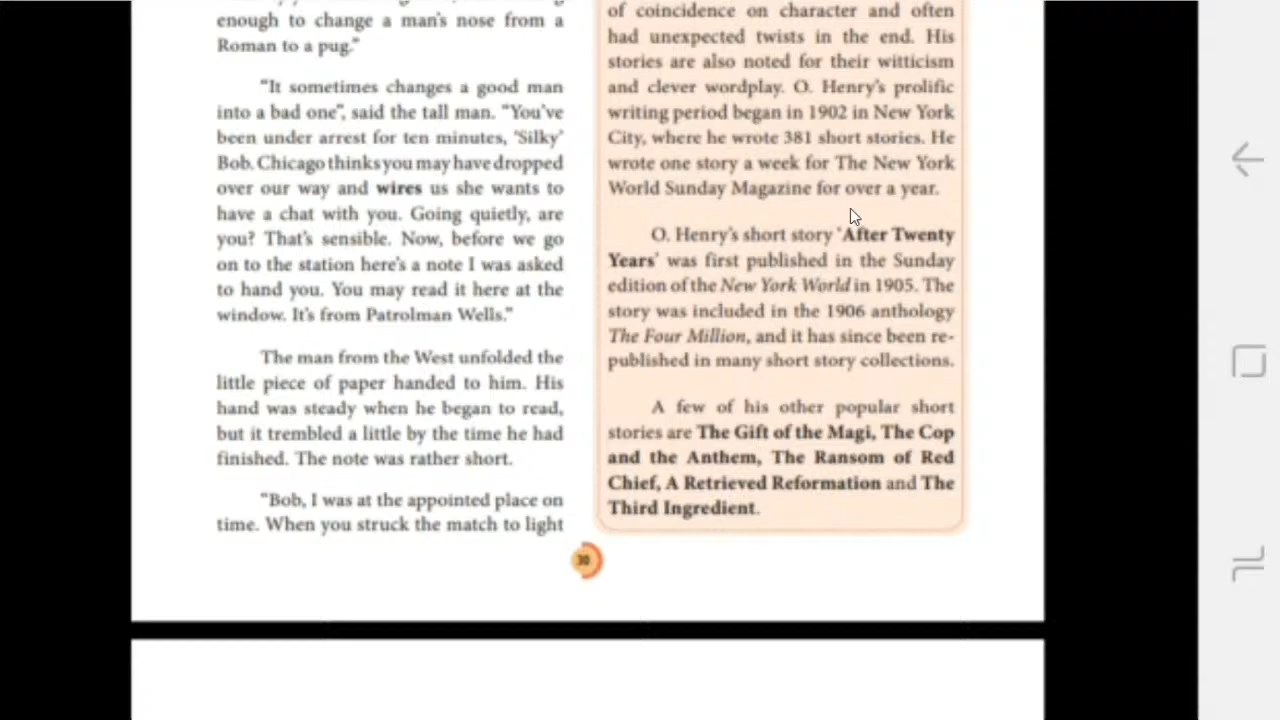 enough to change a man's nose from a
Roman to a pug."
"It sometimes changes a good man
into a bad one", said the tall man. "You've
been under arrest for ten minutes, 'Silky'
Bob. Chicago thinks you may have dropped
over our way and wires us she wants to
have a chat with you. Going quietly, are
you? That's sensible. Now, before we go
on to the station here's a note I was asked
to hand you. You may read it here at the
window. It's from Patrolman Wells."
The man from the West unfolded the
little piece of paper handed to him. His
hand was steady when he began to read,
but it trembled a little by the time he had
finished. The note was rather short.
"Bob, I was at the appointed place on
time. When you struck the match to light
of coincidence on character and often
had unexpected twists in the end. His
stories are also noted for their witticism
and clever wordplay. O. Henry's prolific
writing period began in 1902 in New York
City, where he wrote 381 short stories. He
wrote one story a week for The New York
World Sunday Magazine for over a year.
O. Henry's short story 'After Twenty
Years' was first published in the Sunday
edition of the New York World in 1905. The
story was included in the 1906 anthology
The Four Million, and it has since been re-
published in many short story collections.
A few of his other popular short
stories are The Gift of the Magi, The Cop
and the Anthem, The Ransom of Red
Chief, A Retrieved Reformation and The
Third Ingredient.
30